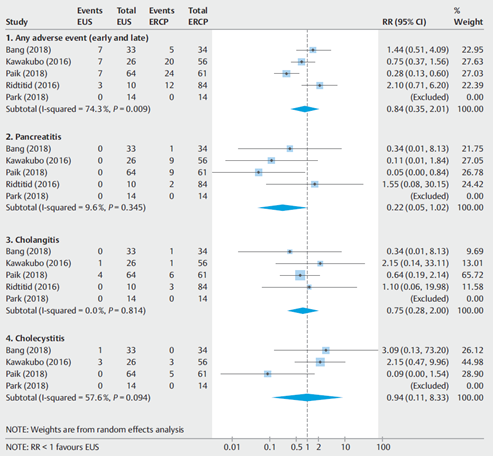 Events Total Events Total RR (95% CI) %
EUS EUS ERCP ERCP Weight
1. Any adverse event (early and late)
Bang (2018) 7 33 5 34 1.44 (0.51, 4.09) 22.95
Kawakubo (2016) 7 26 20 56 0.75 (0.37, 1.56) 27.63
Paik (2018) 7 64 24 61 0.28 (0.13, 0.60) 27.03
Ridtitid (2016) 3 10 12 84 2.10 (0.71, 6.20) 22.39
Park (2018) 0 14 0 14 (Excluded) 0.00
Subtotal (I-squared = 74.3%, P = 0.009) 0.84 (0.35, 2.01) 100.00
2. Pancreatitis
Bang (2018) 0 33 1 34 0.34 (0.01, 8.13) 21.75
Kawakubo (2016) 0 26 9 56 0.11 (0.01, 1.84) 27.05
Paik (2018) 0 64 9 61 0.05 (0.00, 0.84) 26.78
Ridtitid (2016) 0 10 2 84 1.55 (0.08, 30.15) 24.42
Park (2018) 0 14 0 14 (Excluded) 0.00
Subtotal (I-squared = 9.6%, P = 0.345) 0.22 (0.05, 1.02) 100.00
3. Cholangitis
Bang (2018) 0 33 1 34 0.34 (0.01, 8.13) 9.69
Kawakubo (2016) 1 26 1 56 2.15 (0.14, 33.11) 13.01
Paik (2018) 4 64 6 61 0.64 (0.19, 2.14) 65.72
Ridtitid (2016) 0 10 3 84 1.10 (0.06, 19.98) 11.58
Park (2018) 0 14 0 14 (Excluded) 0.00
Subtotal (I-squared = 0.0%, P = 0.814) 0.75 (0.28, 2.00) 100.00
4. Cholecystitis
Bang (2018) 1 33 0 34 3.09 (0.13, 73.20) 26.12
Kawakubo (2016) 3 26 3 56 2.15 (0.47, 9.96) 44.98
Paik (2018) 0 64 5 61 0.09 (0.00, 1.54) 28.90
Park (2018) 0 14 0 14 (Excluded) 0.00
Subtotal (I-squared = 57.6%, P = 0.094) 0.94 (0.11, 8.33) 100.00
NOTE: Weights are from random effects analysis
0.01 0.1 0.5 1 2 10 100
NOTE: RR < 1 favours EUS